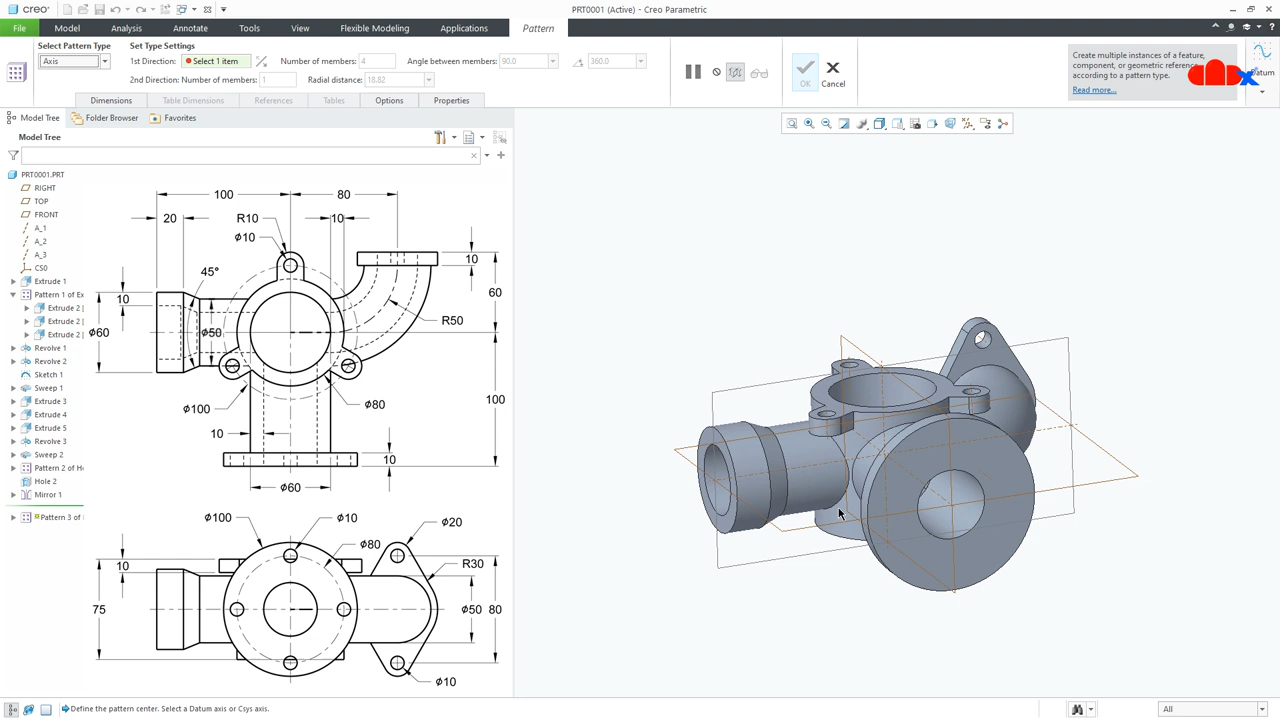 creo
PRT0001 (Active) - Creo Parametric
File Model Analysis Annotate Tools View Flexible Modeling Applications Pattern
Select Pattern Type
Axis
Set Type Settings
1st Direction: Select 1 item Number of members: 4 Angle between members: 90.0 360.0
2nd Direction: Number of members: 1 Radial distance: 18.82
OK
Cancel
Create multiple instances of a feature,
component, or geometric reference
according to a pattern type.
Read more...
Datum
Dimensions Table Dimensions References Tables Options Properties
Model Tree Folder Browser Favorites
Model Tree
PRT0001.PRT
RIGHT
TOP
FRONT
A_1
A_2
A_3
CS0
Extrude 1
Pattern 1 of Ex
Extrude 2
Extrude 2
Extrude 2
Revolve 1
Revolve 2
Sketch 1
Sweep 1
Extrude 3
Extrude 4
Extrude 5
Revolve 3
Sweep 2
Pattern 2 of H
Hole 2
Mirror 1
Pattern 3 of
100 80
20 R10 10
ϕ10
45° 10
10 60
ϕ60 ϕ50 R50
ϕ100 ϕ80
100
10 10
ϕ60
ϕ100 ϕ10 ϕ20
ϕ80
10 R30
75 ϕ50 80
ϕ10
Define the pattern center. Select a Datum axis or Csys axis.
All